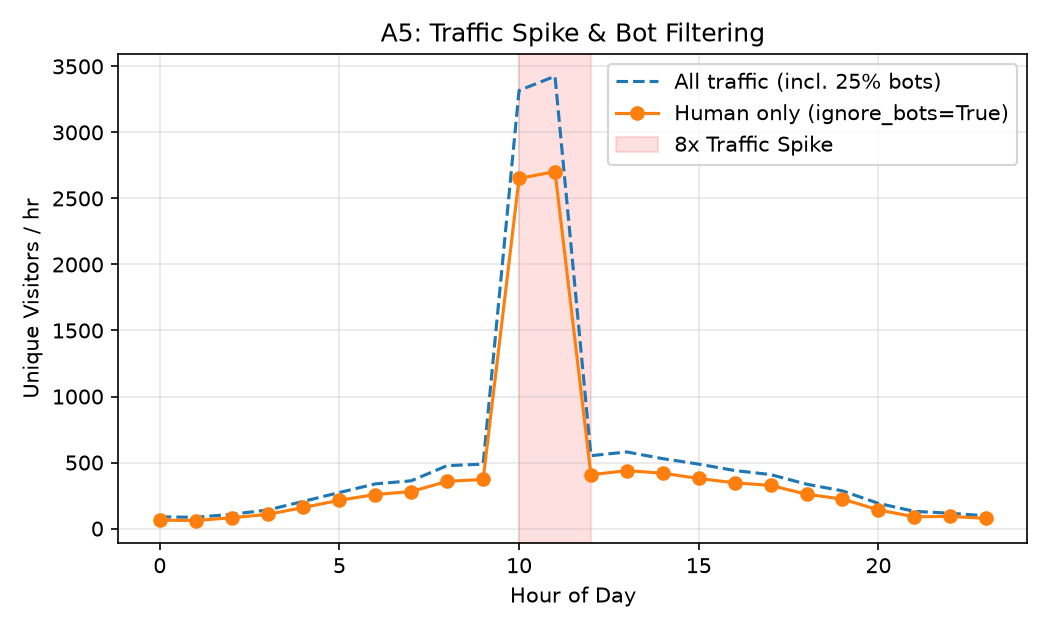 A5: Traffic Spike & Bot Filtering
All traffic (incl. 25% bots)
Human only (ignore_bots=True)
8x Traffic Spike
Unique Visitors / hr
3500
3000
2500
2000
1500
1000
500
0
0 5 10 15 20
Hour of Day